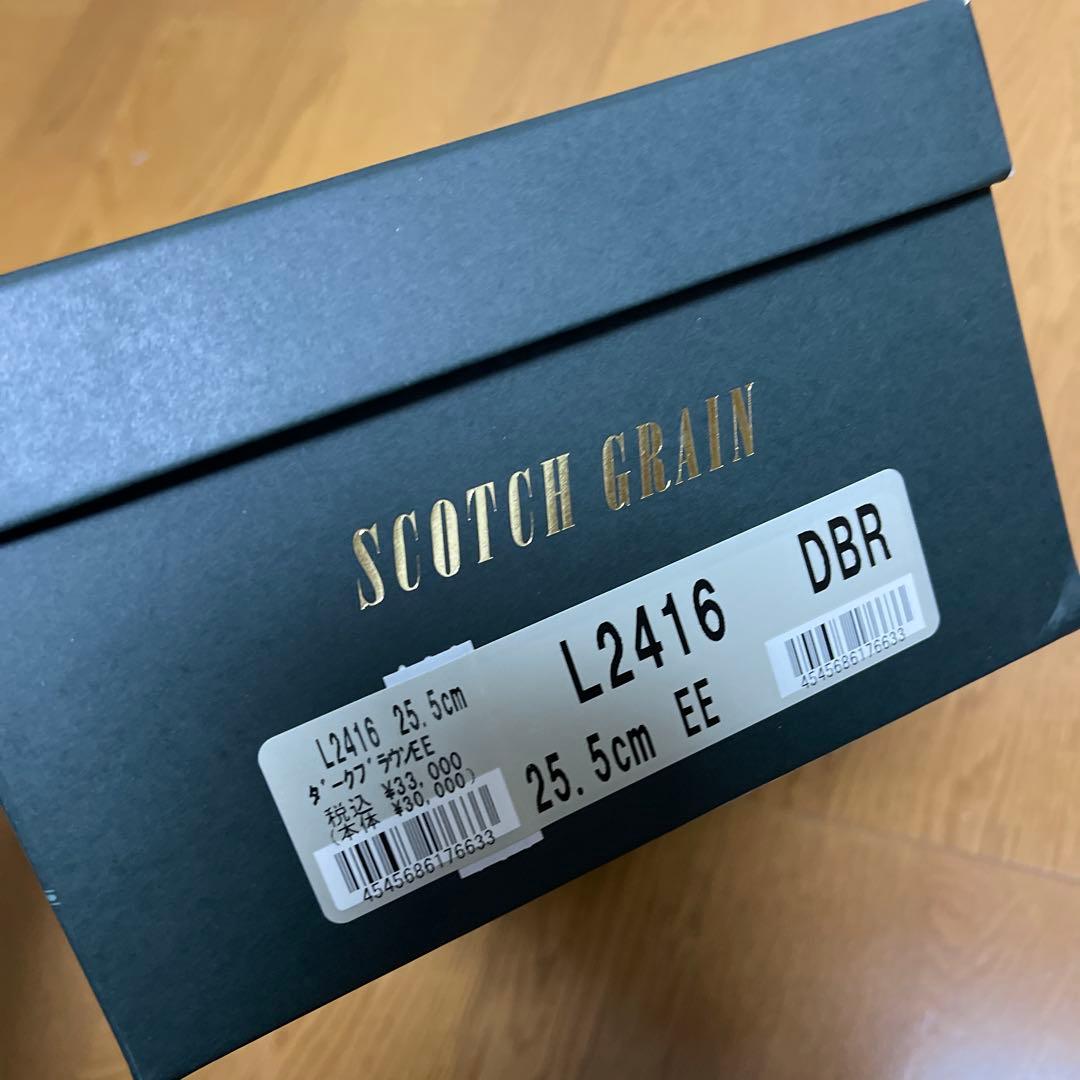 SCOTCH GRAIN
L2416 DBR
25.5cm EE
4545686176633
L2416 25.5cm
ダークブラウンEE
税込 ¥33,000
(本体 ¥30,000)
4545686176633